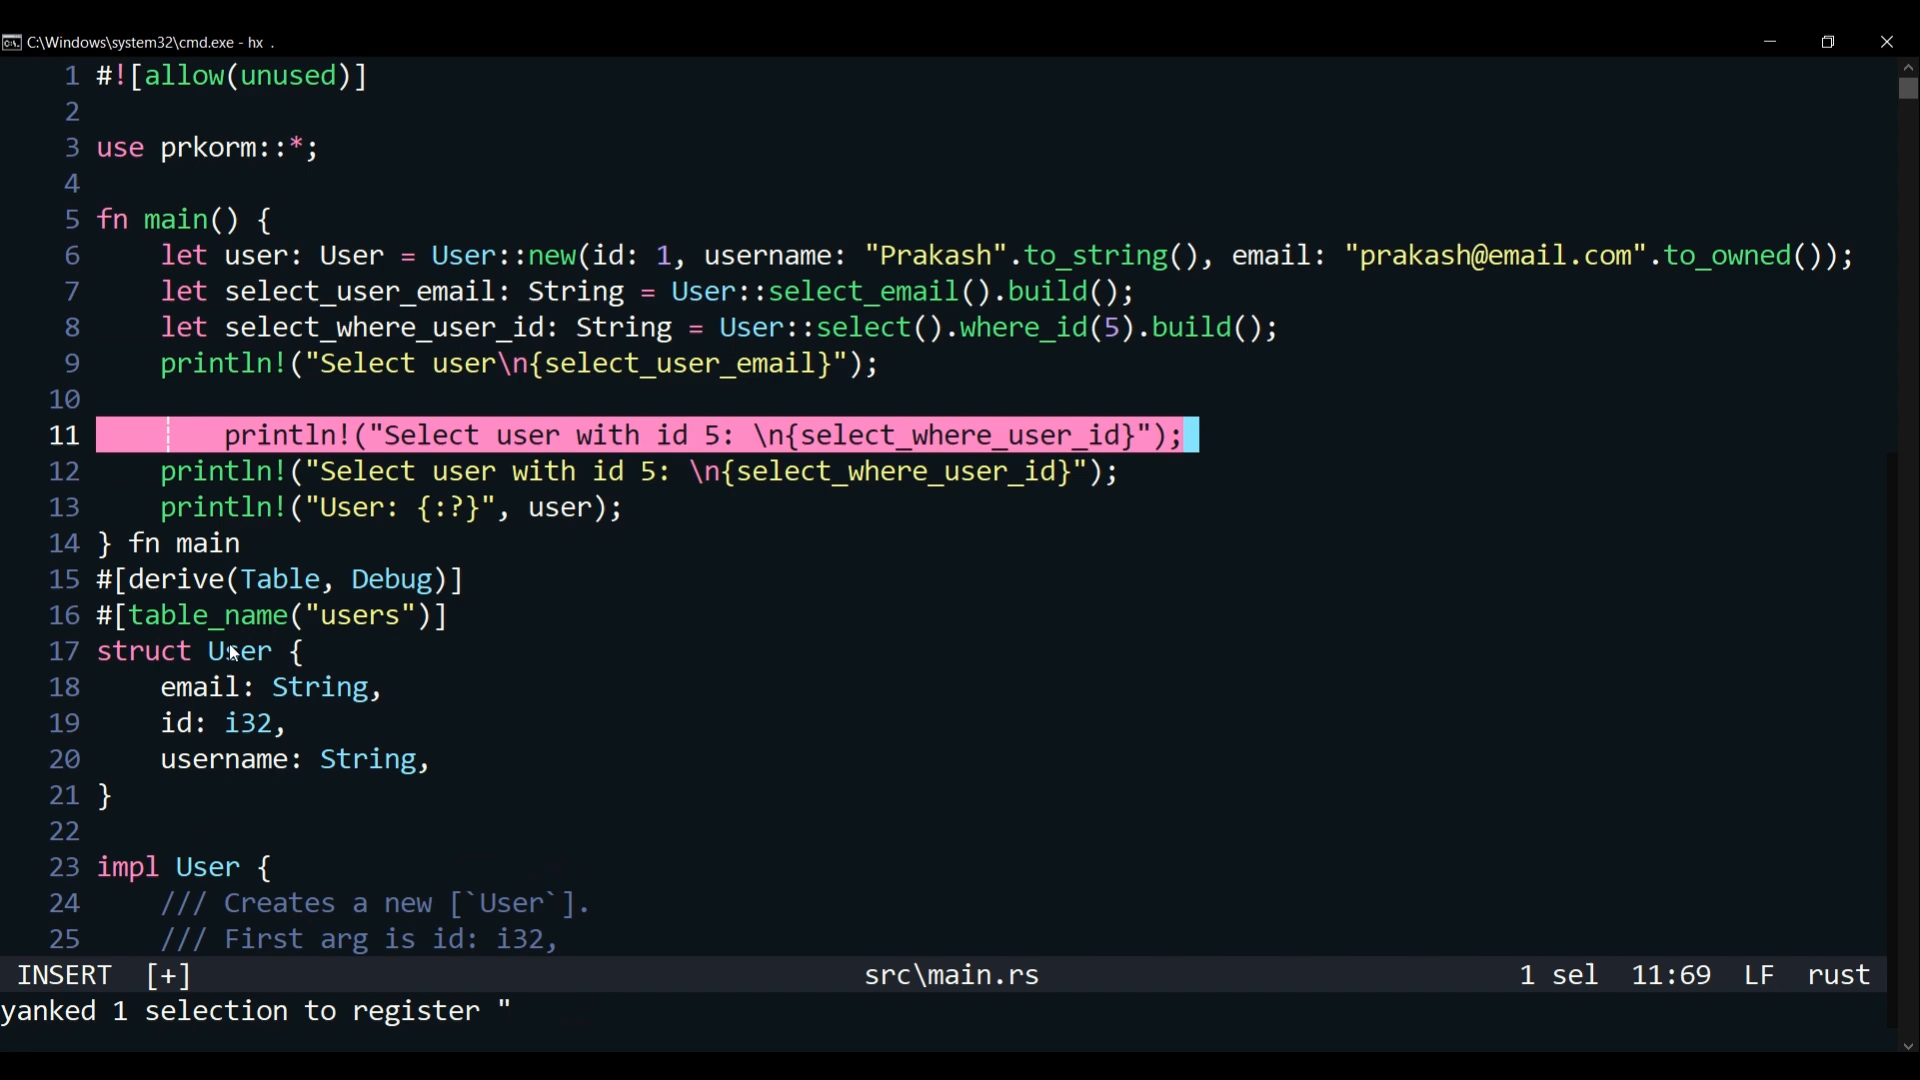 C:\Windows\system32\cmd.exe - hx .
1 #![allow(unused)]
2
3 use prkorm::*;
4
5 fn main() {
6     let user: User = User::new(id: 1, username: "Prakash".to_string(), email: "prakash@email.com".to_owned());
7     let select_user_email: String = User::select_email().build();
8     let select_where_user_id: String = User::select().where_id(5).build();
9     println!("Select user\n{select_user_email}");
10
11         println!("Select user with id 5: \n{select_where_user_id}");
12     println!("Select user with id 5: \n{select_where_user_id}");
13     println!("User: {:?}", user);
14 } fn main
15 #[derive(Table, Debug)]
16 #[table_name("users")]
17 struct User {
18     email: String,
19     id: i32,
20     username: String,
21 }
22
23 impl User {
24     /// Creates a new [`User`].
25     /// First arg is id: i32,
INSERT [+] src\main.rs 1 sel 11:69 LF rust
yanked 1 selection to register "